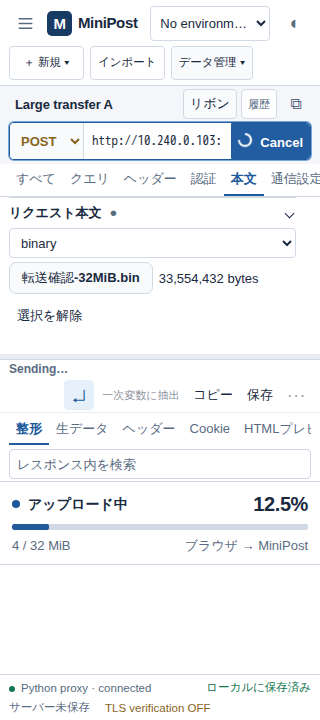 M MiniPost No environm…
＋ 新規 ▾ インポート データ管理 ▾
Large transfer A リボン 履歴
POST http://10.240.0.103: Cancel
すべて クエリ ヘッダー 認証 本文 通信設定
リクエスト本文 ●
binary
転送確認-32MiB.bin 33,554,432 bytes
選択を解除
Sending…
一次変数に抽出 コピー 保存 ···
整形 生データ ヘッダー Cookie HTMLプレビ
レスポンス内を検索
アップロード中 12.5%
4 / 32 MiB ブラウザ → MiniPost
Python proxy · connected ローカルに保存済み
サーバー未保存 TLS verification OFF